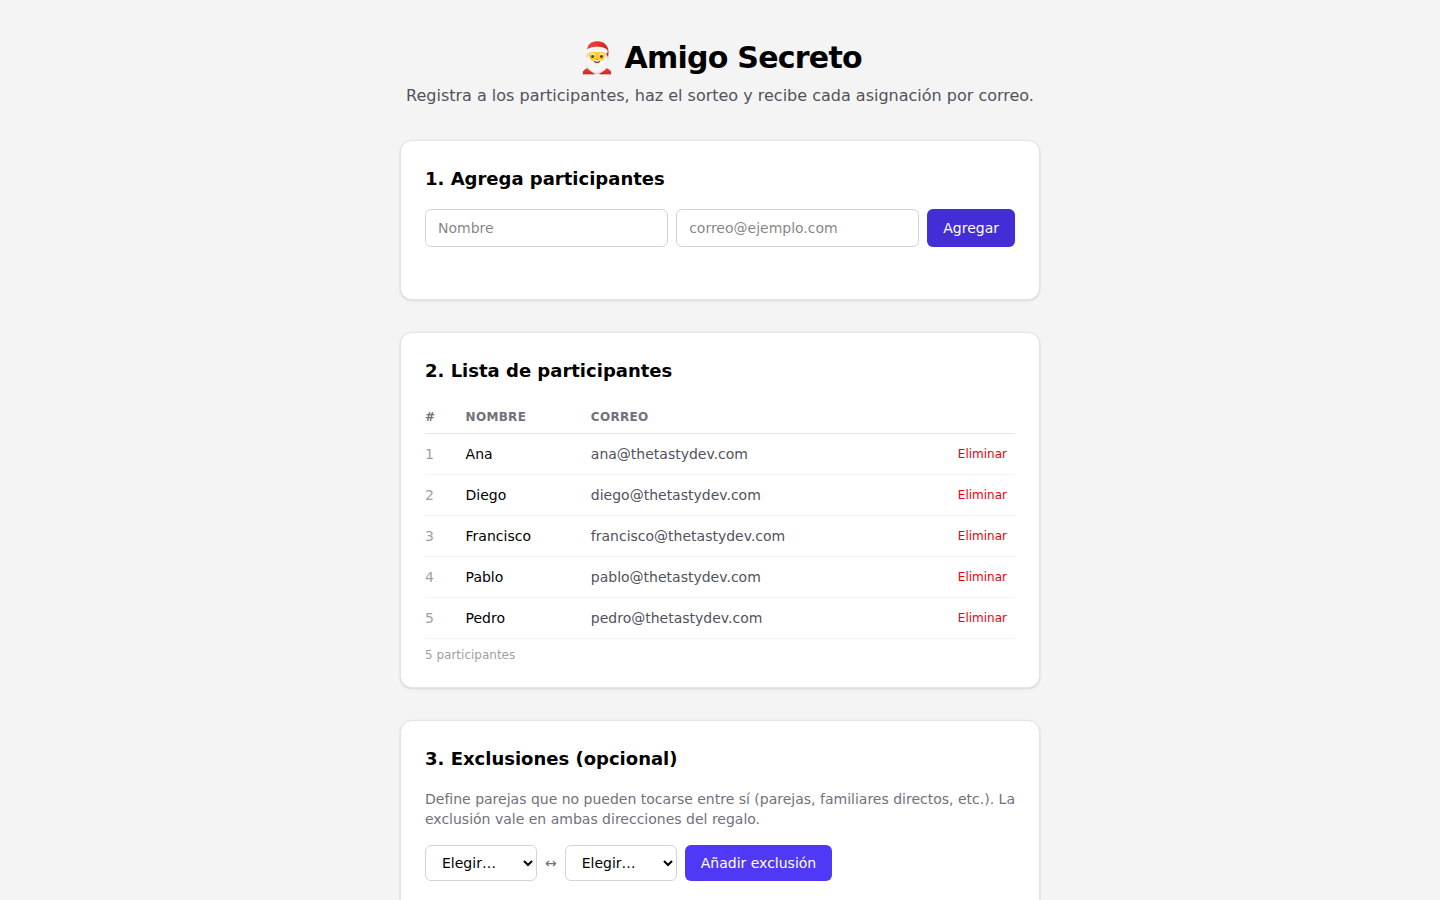 🎅 Amigo Secreto
Registra a los participantes, haz el sorteo y recibe cada asignación por correo.
1. Agrega participantes
Nombre correo@ejemplo.com Agregar
2. Lista de participantes
# NOMBRE CORREO
1 Ana ana@thetastydev.com Eliminar
2 Diego diego@thetastydev.com Eliminar
3 Francisco francisco@thetastydev.com Eliminar
4 Pablo pablo@thetastydev.com Eliminar
5 Pedro pedro@thetastydev.com Eliminar
5 participantes
3. Exclusiones (opcional)
Define parejas que no pueden tocarse entre sí (parejas, familiares directos, etc.). La
exclusión vale en ambas direcciones del regalo.
Elegir... ↔ Elegir... Añadir exclusión